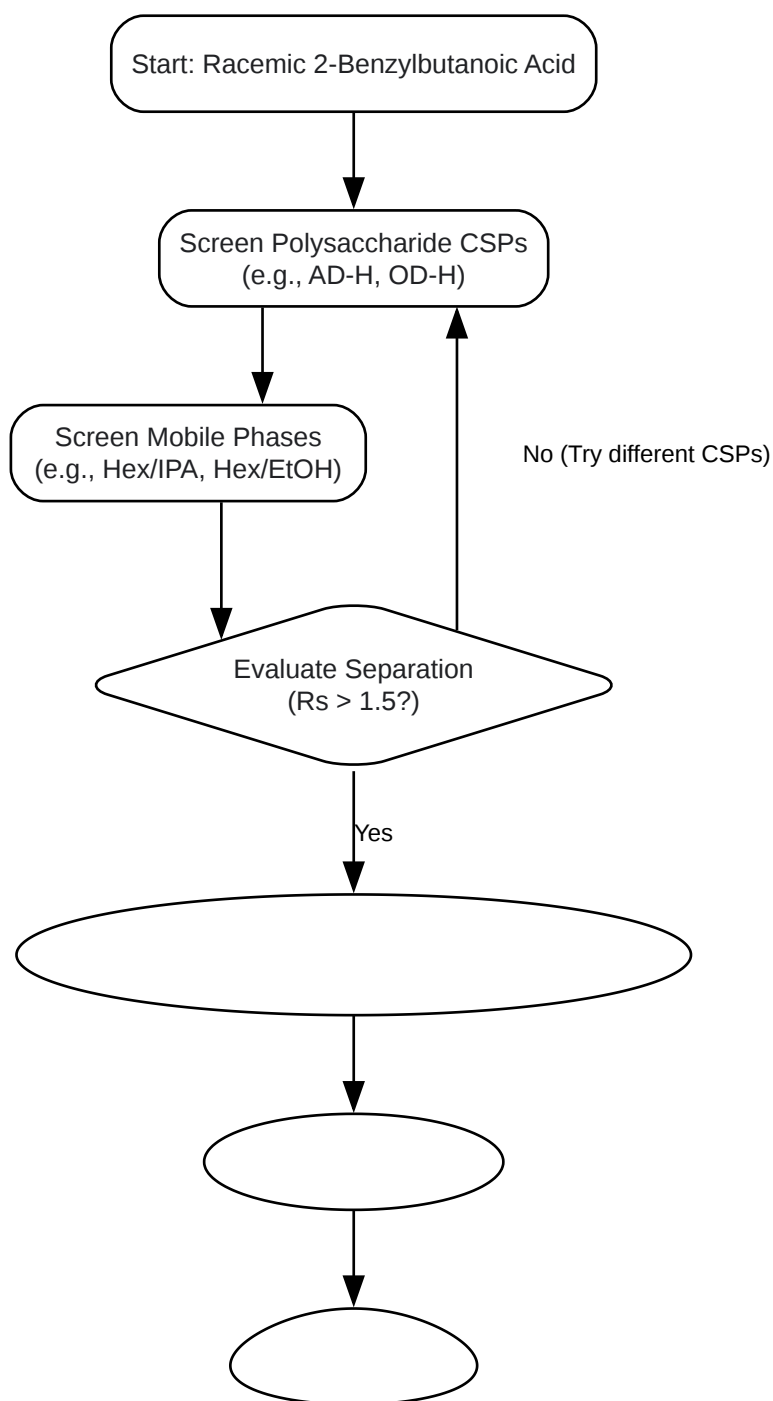 Start: Racemic 2-Benzylbutanoic Acid
Screen Polysaccharide CSPs
(e.g., AD-H, OD-H)
Screen Mobile Phases
(e.g., Hex/IPA, Hex/EtOH)
No (Try different CSPs)
Evaluate Separation
(Rs > 1.5?)
Yes